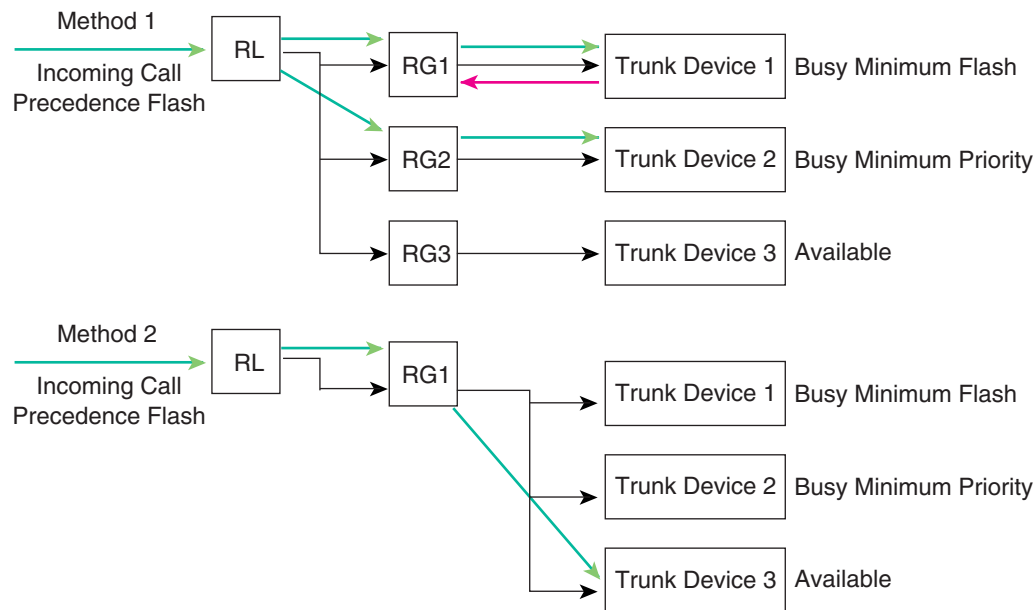 Method 1
Incoming Call
Precedence Flash
RL
RG1
Trunk Device 1
Busy Minimum Flash
RG2
Trunk Device 2
Busy Minimum Priority
RG3
Trunk Device 3
Available
Method 2
Incoming Call
Precedence Flash
RL
RG1
Trunk Device 1
Busy Minimum Flash
Trunk Device 2
Busy Minimum Priority
Trunk Device 3
Available